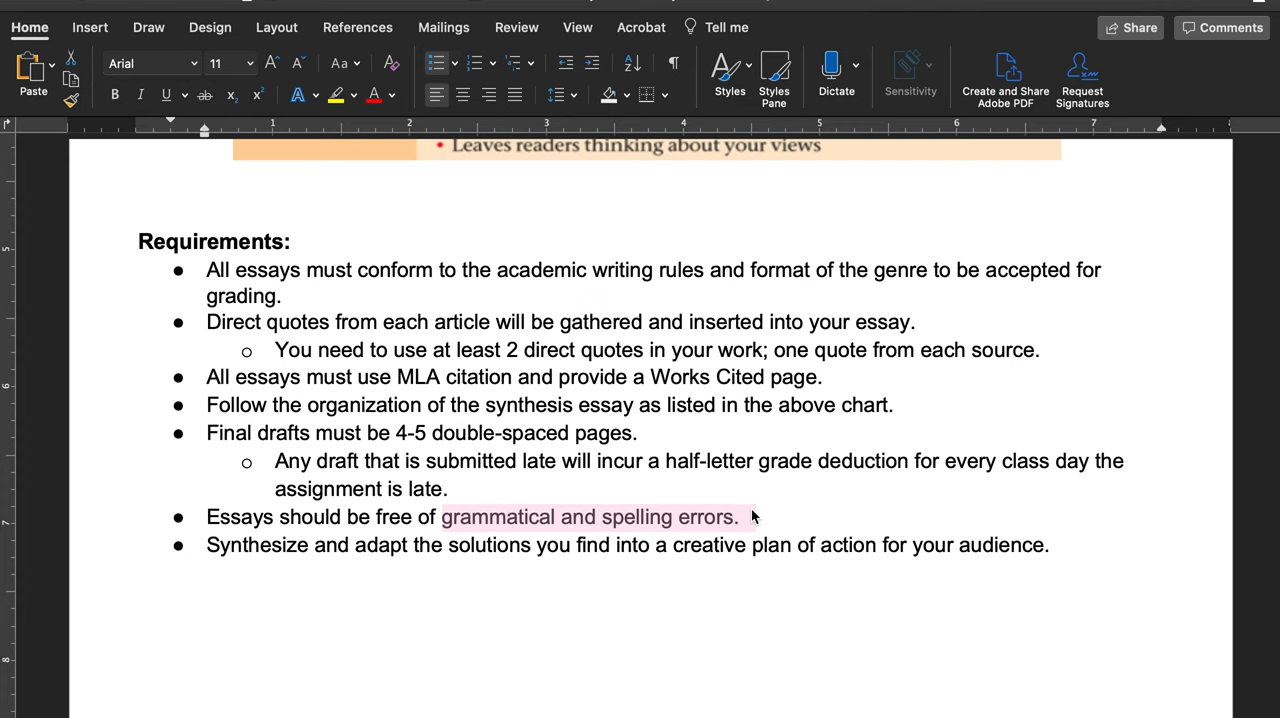 Home Insert Draw Design Layout References Mailings Review View Acrobat Tell me Share Comments
Paste Arial 11 Aa Styles Styles Pane Dictate Sensitivity Create and Share Adobe PDF Request Signatures
1 2 3 4 5 6 7
• Leaves readers thinking about your views
Requirements:
● All essays must conform to the academic writing rules and format of the genre to be accepted for
grading.
● Direct quotes from each article will be gathered and inserted into your essay.
o You need to use at least 2 direct quotes in your work; one quote from each source.
● All essays must use MLA citation and provide a Works Cited page.
● Follow the organization of the synthesis essay as listed in the above chart.
● Final drafts must be 4-5 double-spaced pages.
o Any draft that is submitted late will incur a half-letter grade deduction for every class day the
assignment is late.
● Essays should be free of grammatical and spelling errors.
● Synthesize and adapt the solutions you find into a creative plan of action for your audience.